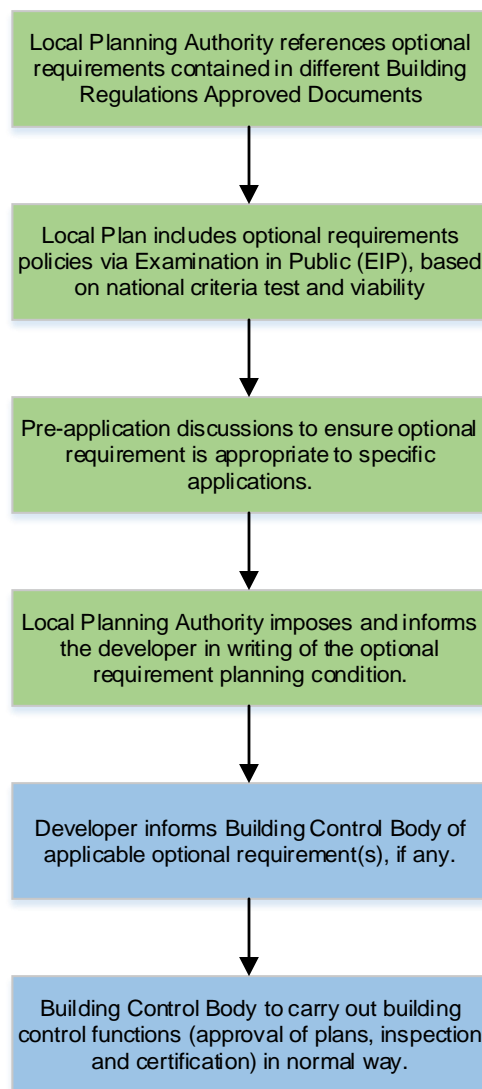 Local Planning Authority references optional
requirements contained in different Building
Regulations Approved Documents
Local Plan includes optional requirements
policies via Examination in Public (EIP), based
on national criteria test and viability
Pre-application discussions to ensure optional
requirement is appropriate to specific
applications.
Local Planning Authority imposes and informs
the developer in writing of the optional
requirement planning condition.
Developer informs Building Control Body of
applicable optional requirement(s), if any.
Building Control Body to carry out building
control functions (approval of plans, inspection
and certification) in normal way.